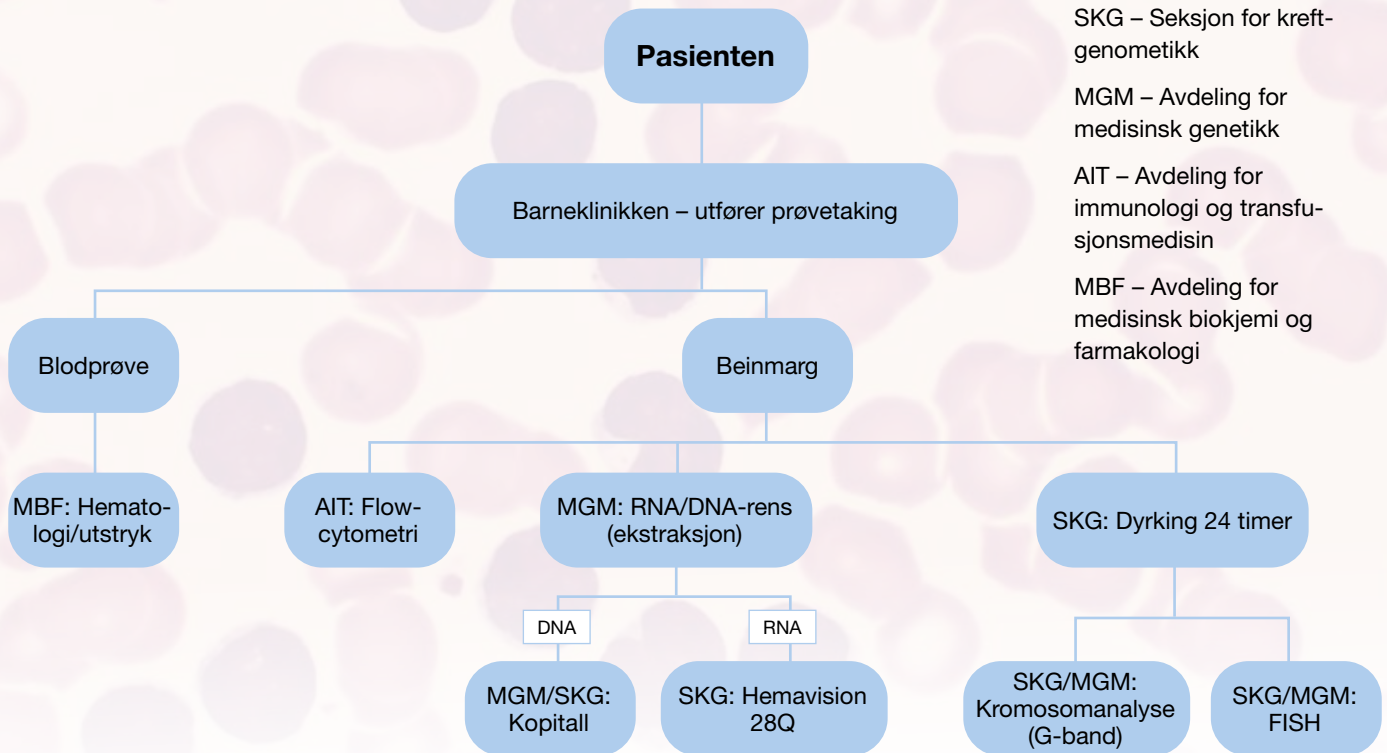 Pasienten
SKG – Seksjon for kreft-
genometikk
MGM – Avdeling for
medisinsk genetikk
AIT – Avdeling for
immunologi og transfu-
sjonsmedisin
MBF – Avdeling for
medisinsk biokjemi og
farmakologi
Barneklinikken – utfører prøvetaking
Blodprøve
Beinmarg
MBF: Hemato-
logi/utstryk
AIT: Flow-
cytometri
MGM: RNA/DNA-rens
(ekstraksjon)
SKG: Dyrking 24 timer
DNA
RNA
MGM/SKG:
Kopitall
SKG: Hemavision
28Q
SKG/MGM:
Kromosomanalyse
(G-band)
SKG/MGM:
FISH